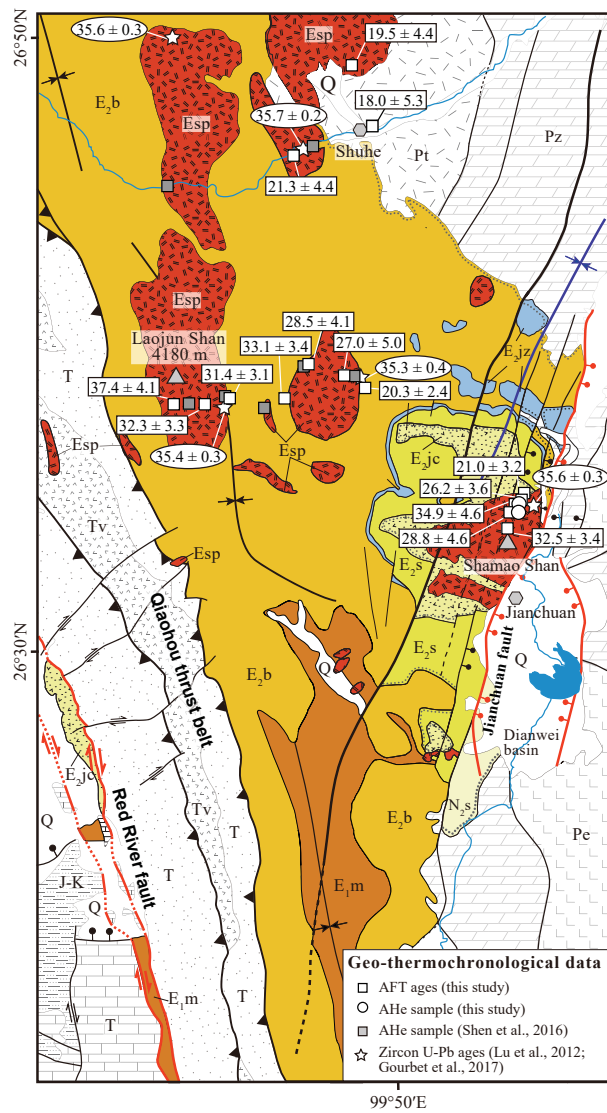 26°50'N
35.6 ± 0.3
E₂b
Esp
Esp
19.5 ± 4.4
Q
18.0 ± 5.3
35.7 ± 0.2
Shuhe
Pt
Pz
21.3 ± 4.4
Esp
Laojun Shan
4180 m
28.5 ± 4.1
33.1 ± 3.4
27.0 ± 5.0
E₂jz
31.4 ± 3.1
35.3 ± 0.4
37.4 ± 4.1
20.3 ± 2.4
T
32.3 ± 3.3
Esp
35.4 ± 0.3
Esp
E₂jc
21.0 ± 3.2
35.6 ± 0.3
26.2 ± 3.6
34.9 ± 4.6
Tv
28.8 ± 4.6
32.5 ± 3.4
Esp
Shamao Shan
E₂s
Jianchuan
26°30'N
Qiaohou thrust belt
E₂b
Q
E₂s
Q
Jianchuan fault
Dianwei
basin
E₂jc
Red River fault
Tv
T
N₂s
E₂b
Q
T
Pe
J-K
Q
E₁m
E₁m
T
T
Geo-thermochronological data
AFT ages (this study)
AHe sample (this study)
AHe sample (Shen et al., 2016)
Zircon U-Pb ages (Lu et al., 2012;
Gourbet et al., 2017)
99°50'E